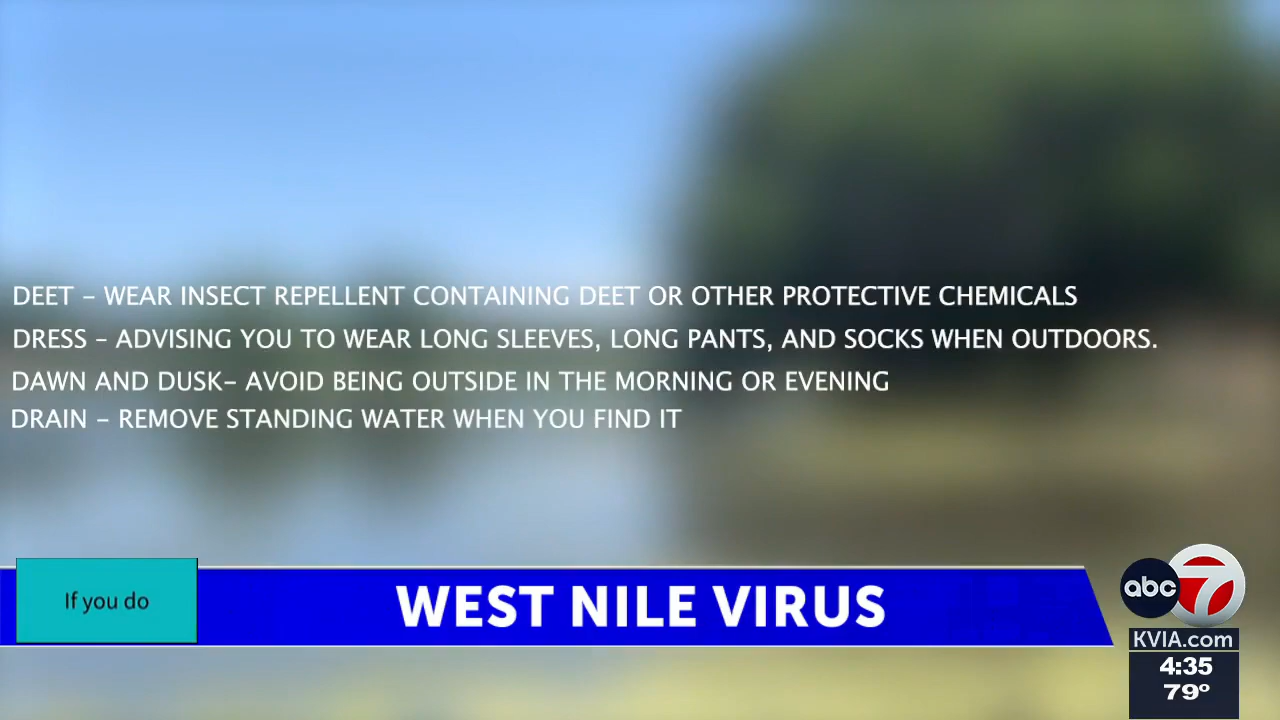 DEET – WEAR INSECT REPELLENT CONTAINING DEET OR OTHER PROTECTIVE CHEMICALS
DRESS – ADVISING YOU TO WEAR LONG SLEEVES, LONG PANTS, AND SOCKS WHEN OUTDOORS.
DAWN AND DUSK– AVOID BEING OUTSIDE IN THE MORNING OR EVENING
DRAIN – REMOVE STANDING WATER WHEN YOU FIND IT
If you do
WEST NILE VIRUS
abc 7
KVIA.com
4:35
79º